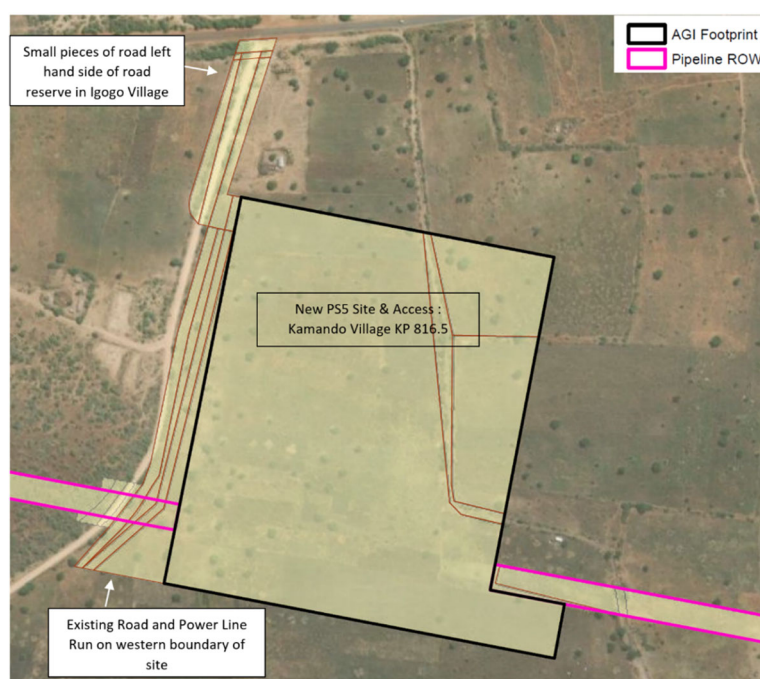 AGI Footprint
Pipeline ROW
Small pieces of road left
hand side of road
reserve in Igogo Village
New PS5 Site & Access :
Kamando Village KP 816.5
Existing Road and Power Line
Run on western boundary of
site